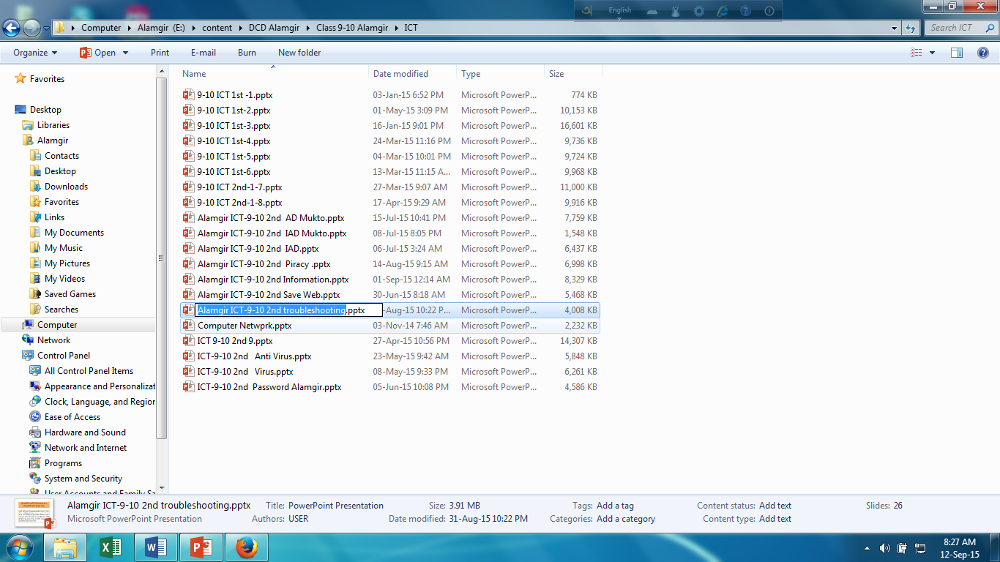 English
Computer Alamgir (E:) content DCD Alamgir Class 9-10 Alamgir ICT
Search ICT
Organize Open Print E-mail Burn New folder
Favorites
Desktop
Libraries
Alamgir
Contacts
Desktop
Downloads
Favorites
Links
My Documents
My Music
My Pictures
My Videos
Saved Games
Searches
Computer
Network
Control Panel
All Control Panel Items
Appearance and Personalizat
Clock, Language, and Region
Ease of Access
Hardware and Sound
Network and Internet
Programs
System and Security
User Accounts and Family Sa
Name Date modified Type Size
9-10 ICT 1st -1.pptx 03-Jan-15 6:52 PM Microsoft PowerP... 774 KB
9-10 ICT 1st-2.pptx 01-May-15 3:09 PM Microsoft PowerP... 10,153 KB
9-10 ICT 1st-3.pptx 16-Jan-15 9:01 PM Microsoft PowerP... 16,601 KB
9-10 ICT 1st-4.pptx 24-Mar-15 11:16 PM Microsoft PowerP... 9,736 KB
9-10 ICT 1st-5.pptx 04-Mar-15 10:01 PM Microsoft PowerP... 9,724 KB
9-10 ICT 1st-6.pptx 13-Mar-15 11:15 A... Microsoft PowerP... 9,968 KB
9-10 ICT 2nd-1-7.pptx 27-Mar-15 9:07 AM Microsoft PowerP... 11,000 KB
9-10 ICT 2nd-1-8.pptx 17-Apr-15 9:29 AM Microsoft PowerP... 9,916 KB
Alamgir ICT-9-10 2nd  AD Mukto.pptx 15-Jul-15 10:41 PM Microsoft PowerP... 7,759 KB
Alamgir ICT-9-10 2nd  IAD Mukto.pptx 08-Jul-15 8:05 PM Microsoft PowerP... 1,548 KB
Alamgir ICT-9-10 2nd  IAD.pptx 06-Jul-15 3:24 AM Microsoft PowerP... 6,437 KB
Alamgir ICT-9-10 2nd  Piracy .pptx 14-Aug-15 9:15 AM Microsoft PowerP... 6,998 KB
Alamgir ICT-9-10 2nd Information.pptx 01-Sep-15 12:14 AM Microsoft PowerP... 8,329 KB
Alamgir ICT-9-10 2nd Save Web.pptx 30-Jun-15 8:18 AM Microsoft PowerP... 5,468 KB
Alamgir ICT-9-10 2nd troubleshooting.pptx -Aug-15 10:22 P... Microsoft PowerP... 4,008 KB
Computer Netwprk.pptx 03-Nov-14 7:46 AM Microsoft PowerP... 2,232 KB
ICT 9-10 2nd 9.pptx 27-Apr-15 10:56 PM Microsoft PowerP... 14,307 KB
ICT-9-10 2nd   Anti Virus.pptx 23-May-15 9:42 AM Microsoft PowerP... 5,848 KB
ICT-9-10 2nd   Virus.pptx 08-May-15 9:33 PM Microsoft PowerP... 6,261 KB
ICT-9-10 2nd  Password Alamgir.pptx 05-Jun-15 10:08 PM Microsoft PowerP... 4,586 KB
Alamgir ICT-9-10 2nd troubleshooting.pptx Title: PowerPoint Presentation Size: 3.91 MB Tags: Add a tag Content status: Add text Slides: 26
Microsoft PowerPoint Presentation Authors: USER Date modified: 31-Aug-15 10:22 PM Categories: Add a category Content type: Add text
8:27 AM
12-Sep-15